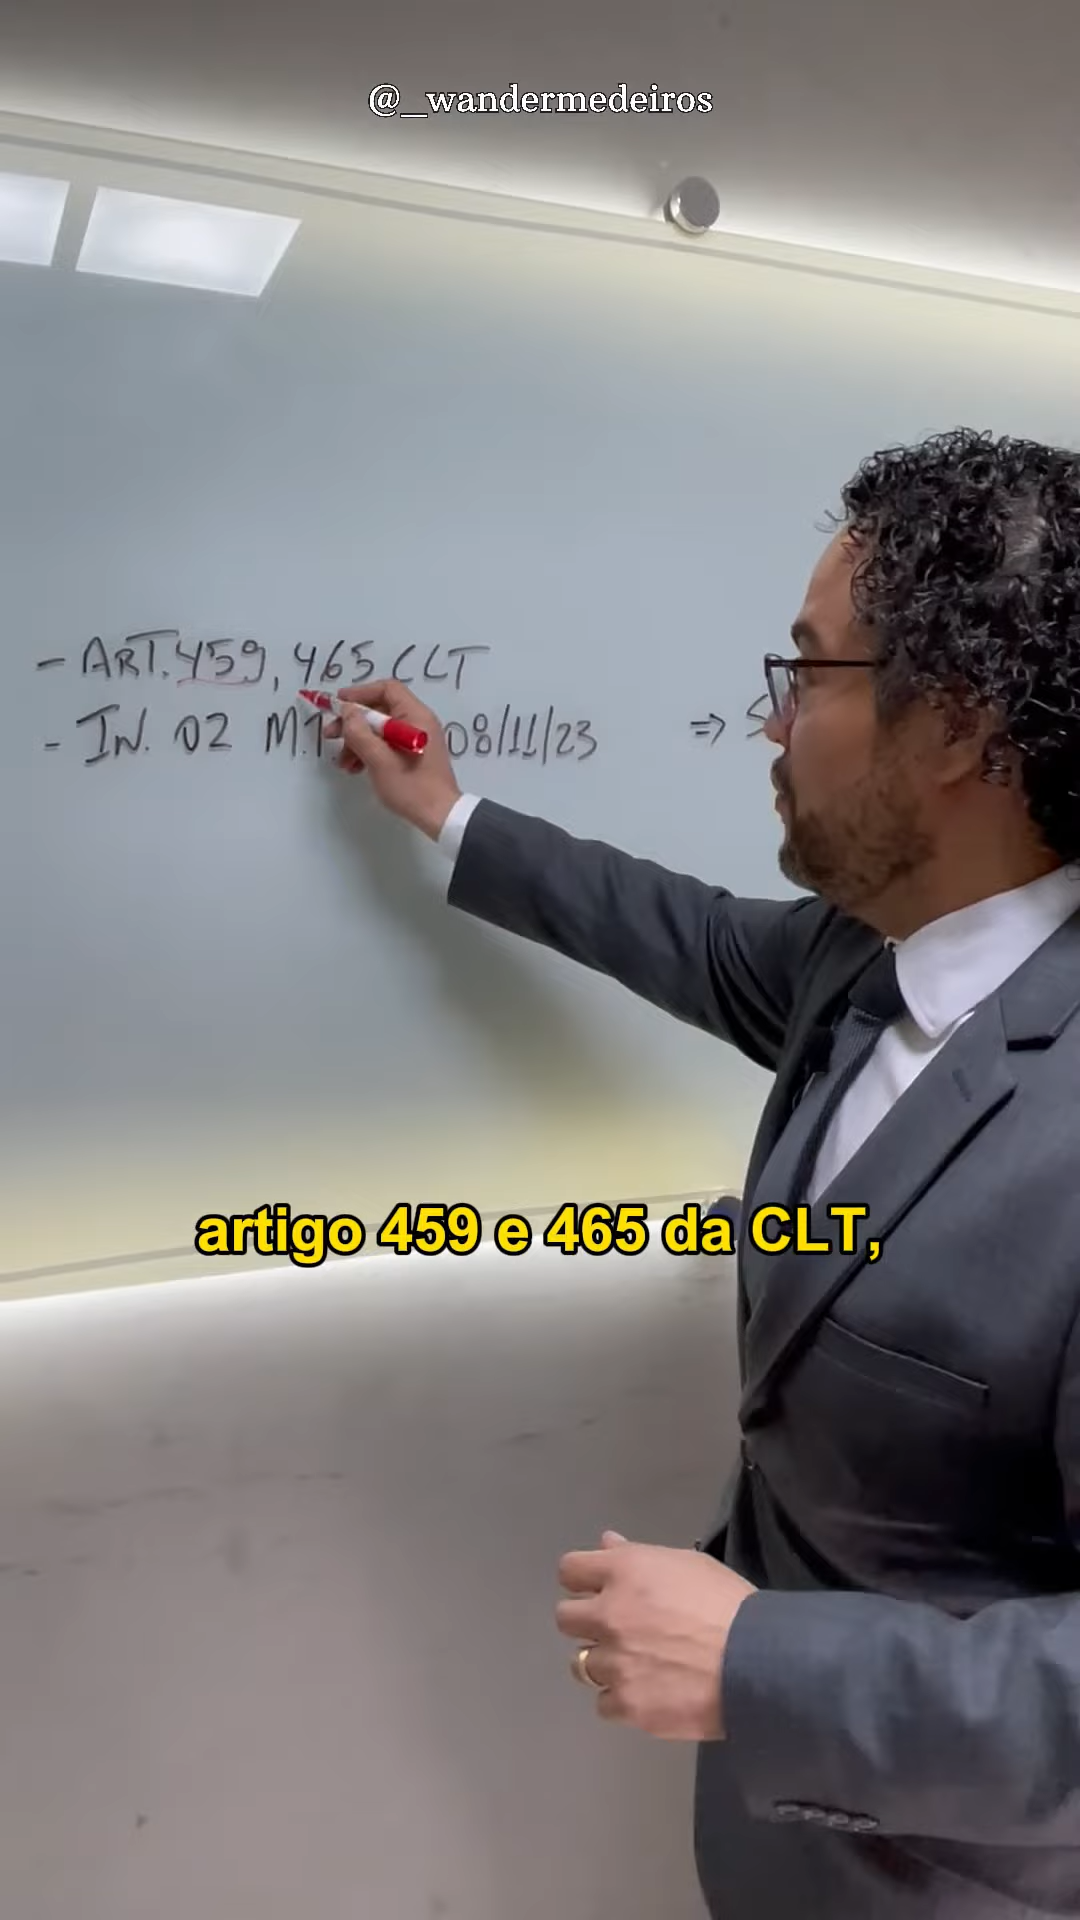 @_wandermedeiros
- ART. 459, 465 CLT
- IN. 02 M.T 08/11/23 ⇒ S
artigo 459 e 465 da CLT,